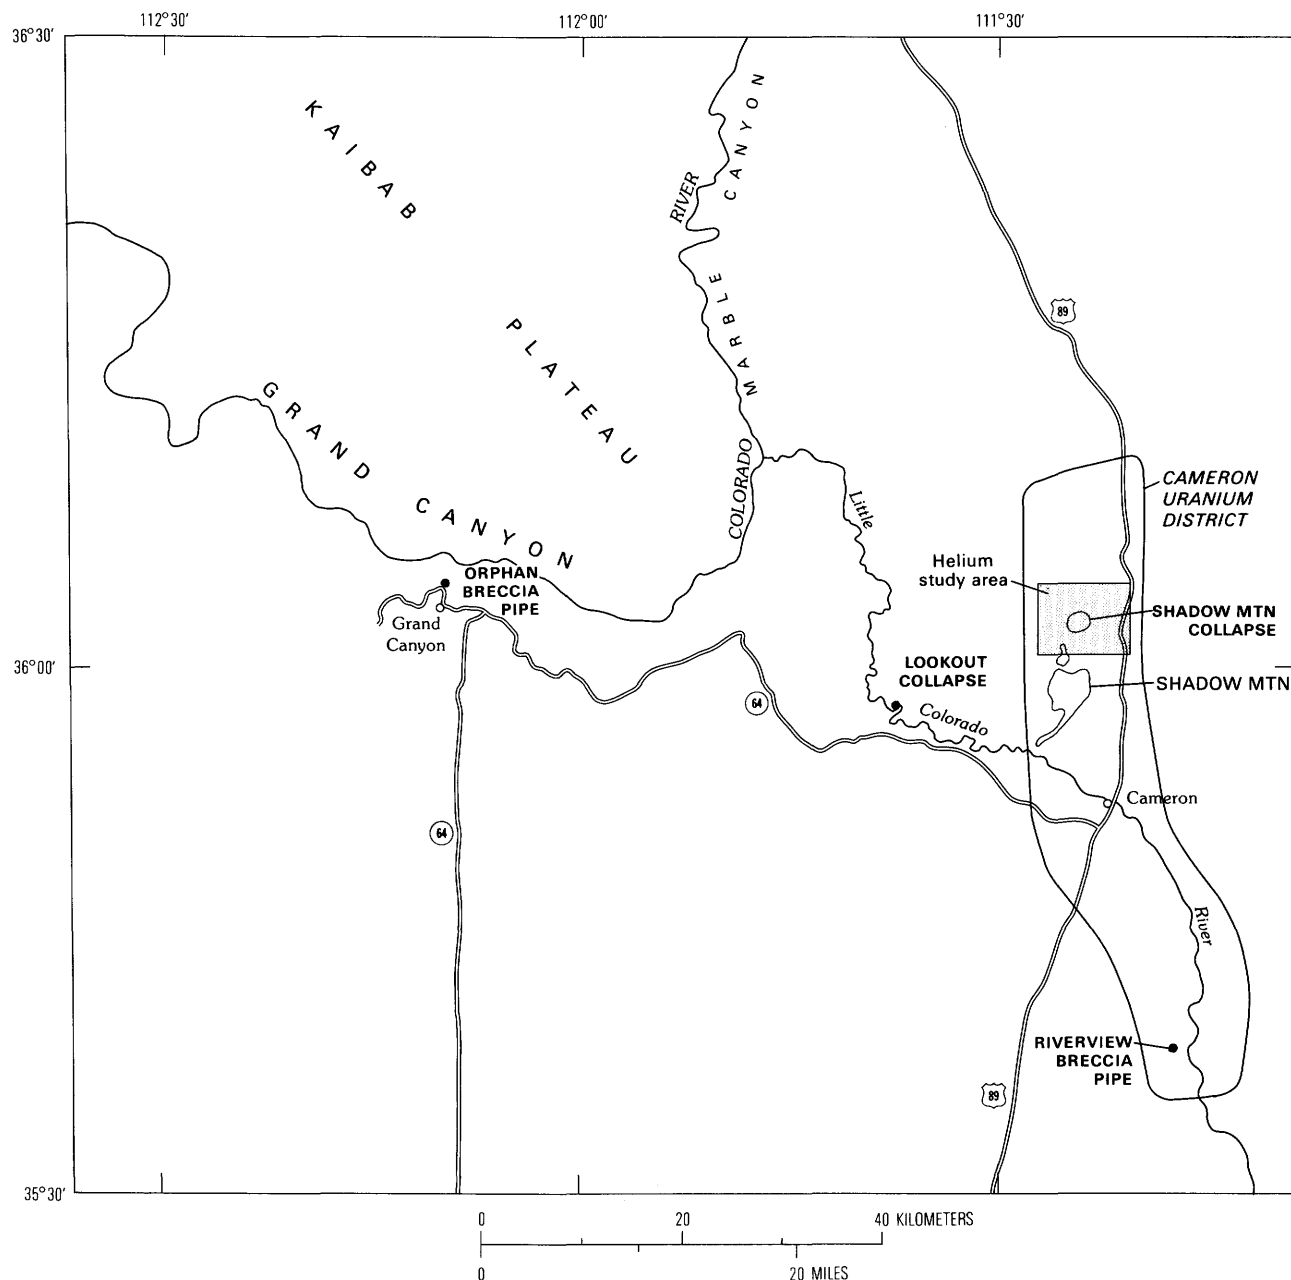 112°30'
112°00'
111°30'
36°30'
KAIBAB
PLATEAU
GRAND CANYON
RIVER
COLORADO
MARBLE CANYON
89
Little
CAMERON
URANIUM
DISTRICT
Helium
study area
ORPHAN
BRECCIA
PIPE
Grand
Canyon
SHADOW MTN
COLLAPSE
36°00'
LOOKOUT
COLLAPSE
SHADOW MTN
64
Colorado
Cameron
64
River
RIVERVIEW
BRECCIA
PIPE
89
35°30'
0 20 40 KILOMETERS
0 20 MILES